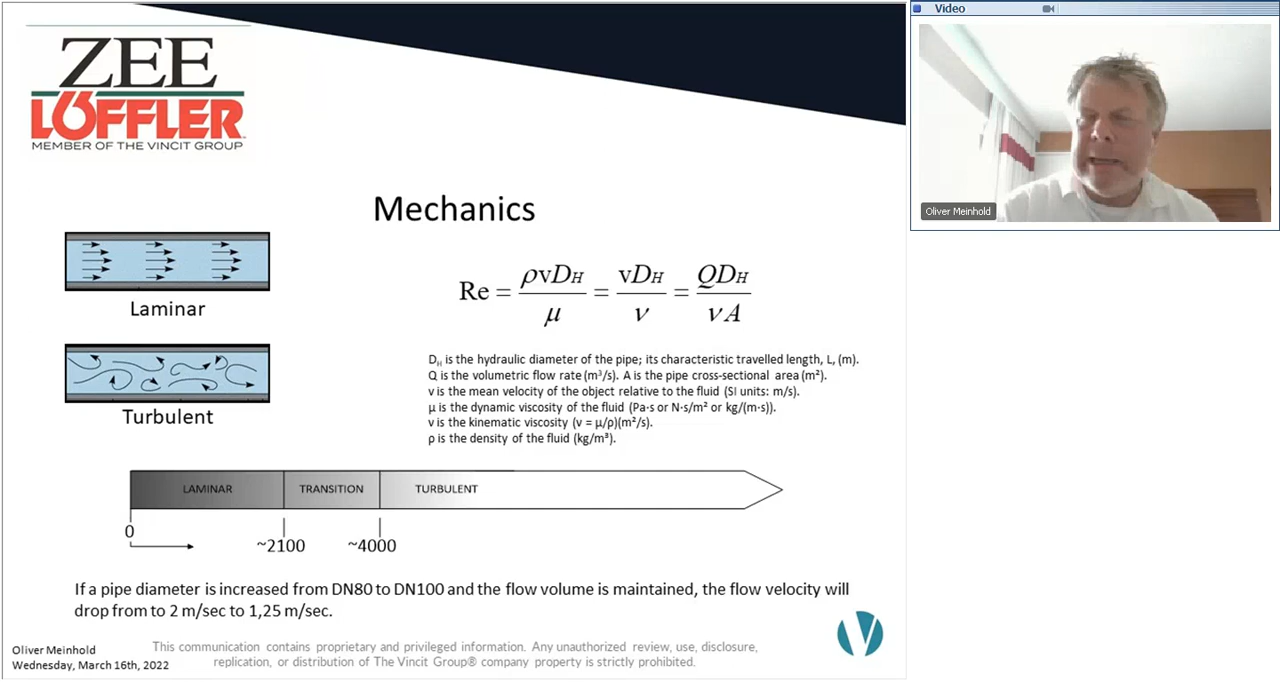 ZEE
LÖFFLER
MEMBER OF THE VINCIT GROUP
Video
Oliver Meinhold
Mechanics
Laminar
Turbulent
Re = ρvD_H/μ = vD_H/ν = QD_H/νA
D_H is the hydraulic diameter of the pipe; its characteristic travelled length, L, (m).
Q is the volumetric flow rate (m³/s). A is the pipe cross-sectional area (m²).
v is the mean velocity of the object relative to the fluid (SI units: m/s).
μ is the dynamic viscosity of the fluid (Pa·s or N·s/m² or kg/(m·s)).
ν is the kinematic viscosity (ν = μ/ρ)(m²/s).
ρ is the density of the fluid (kg/m³).
LAMINAR TRANSITION TURBULENT
0 ~2100 ~4000
If a pipe diameter is increased from DN80 to DN100 and the flow volume is maintained, the flow velocity will
drop from to 2 m/sec to 1,25 m/sec.
Oliver Meinhold
Wednesday, March 16th, 2022
This communication contains proprietary and privileged information. Any unauthorized review, use, disclosure,
replication, or distribution of The Vincit Group® company property is strictly prohibited.